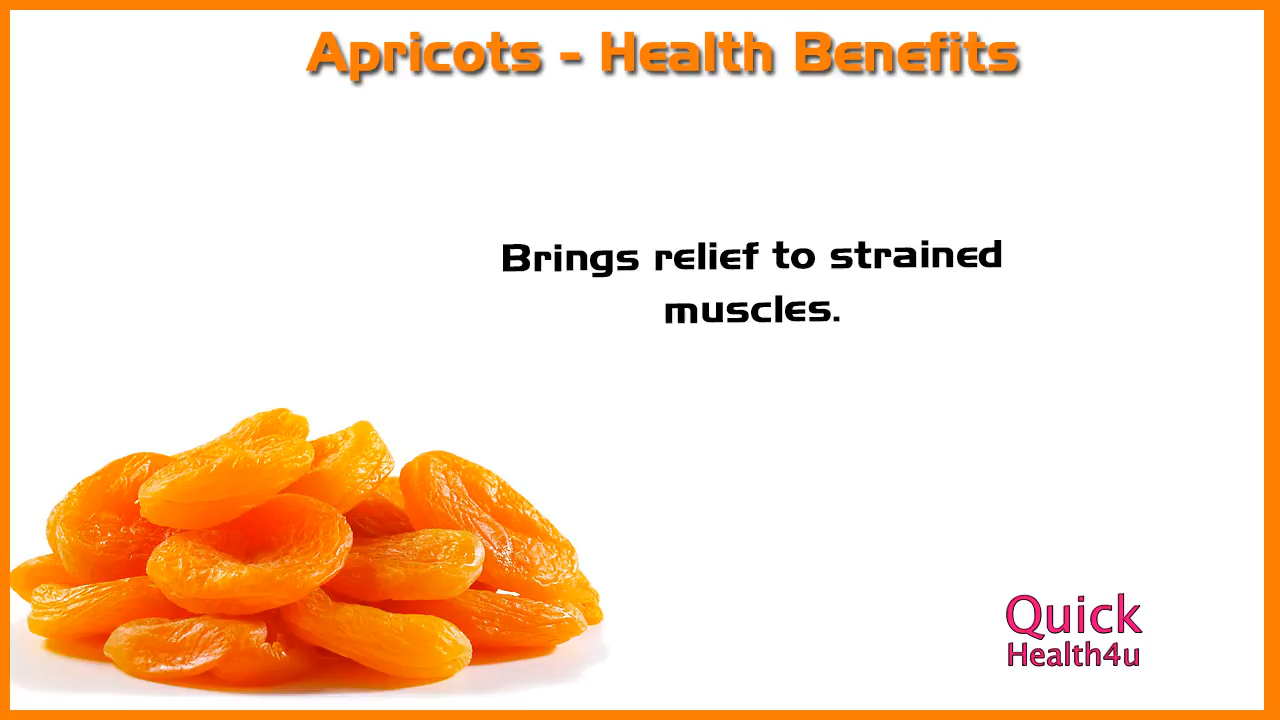 Apricots - Health Benefits
Brings relief to strained
muscles.
Quick
Health4u